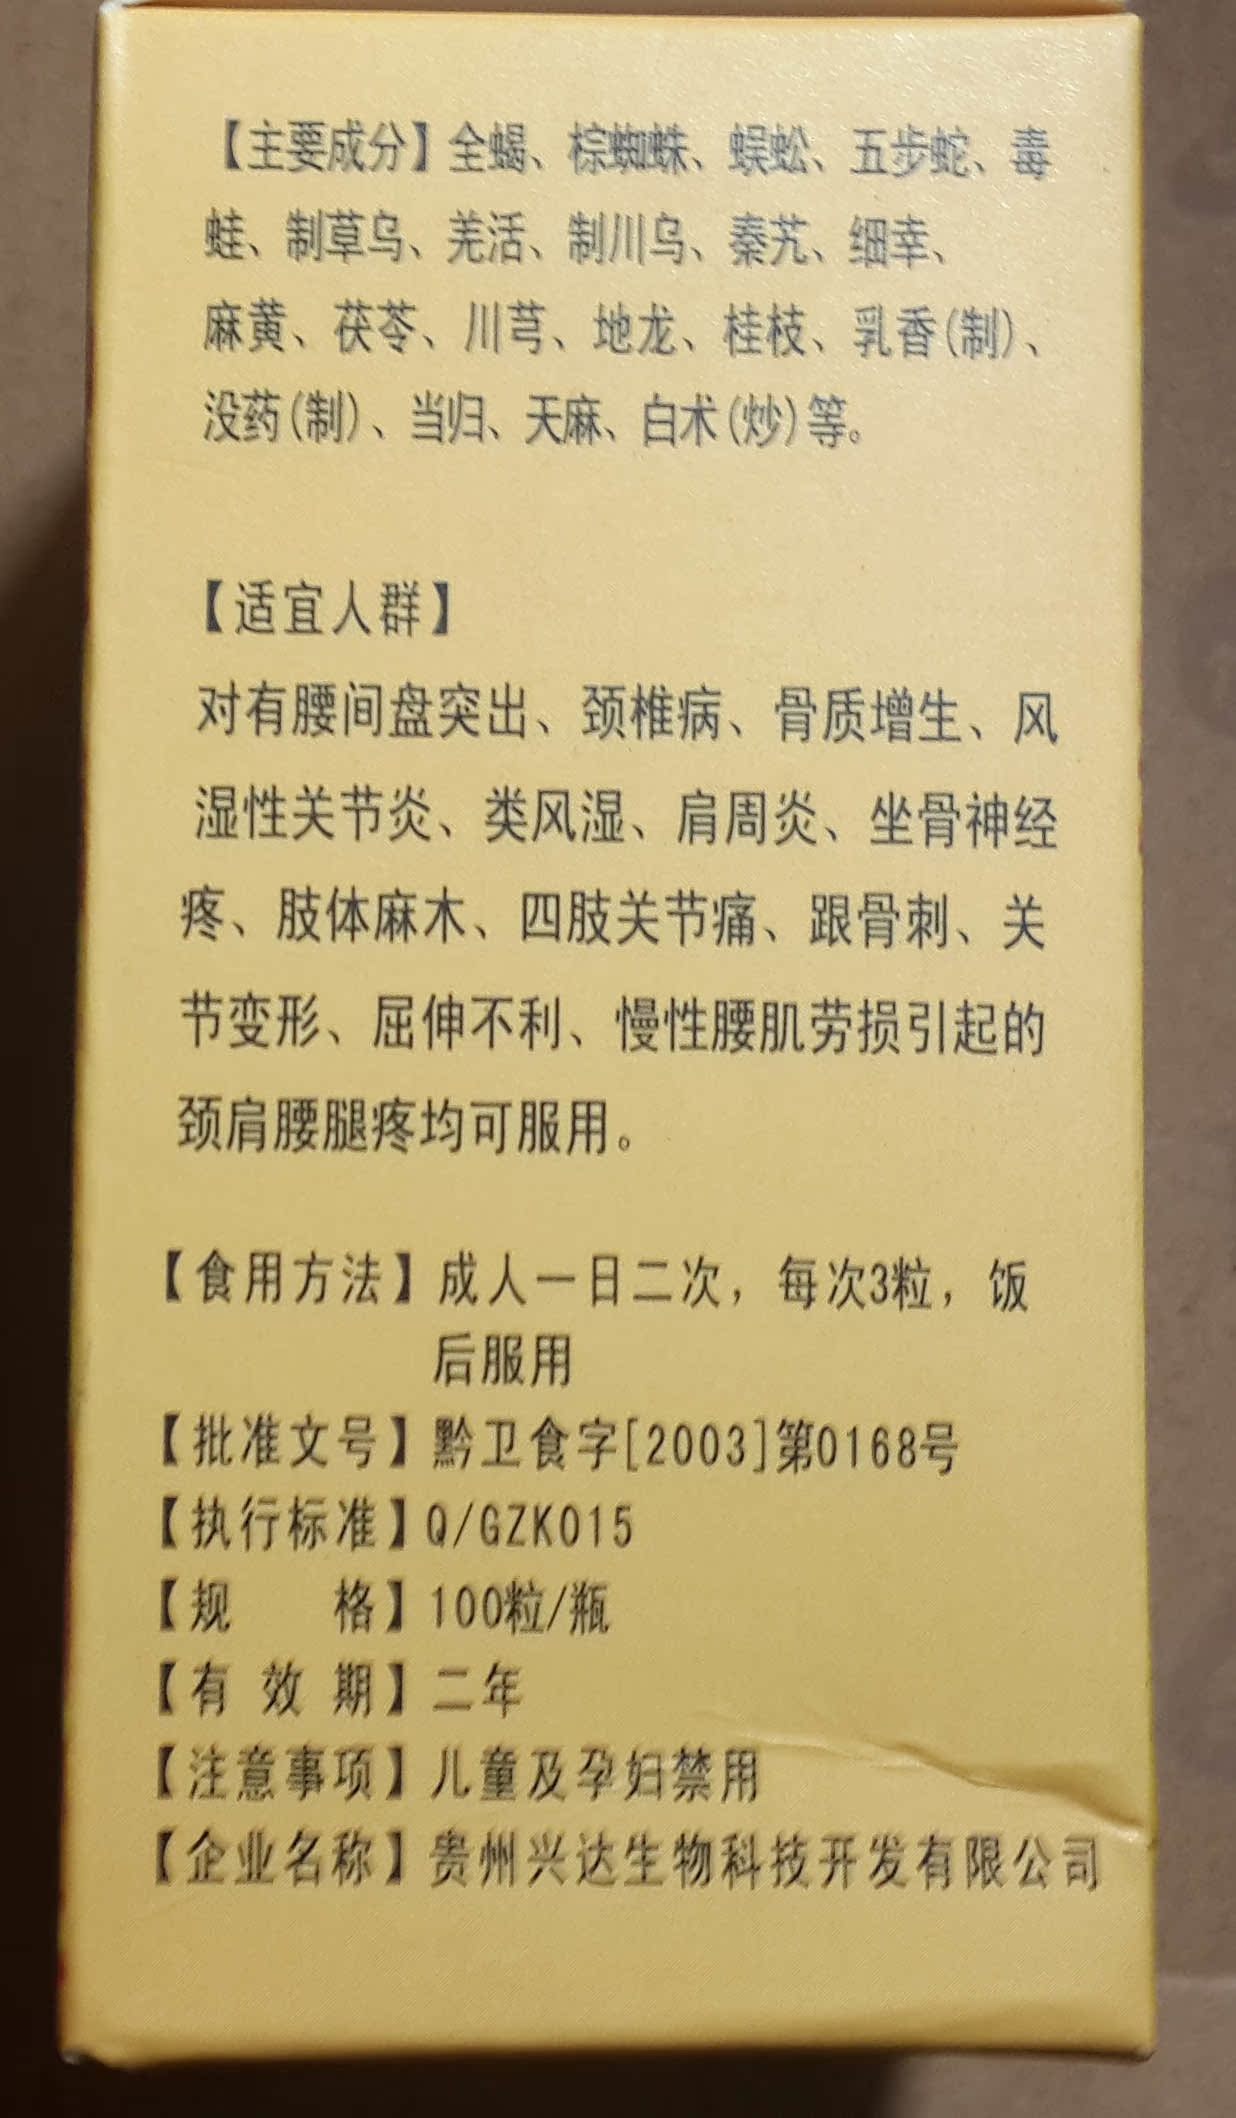 【主要成分】全蝎、棕蜘蛛、蜈蚣、五步蛇、毒
蛙、制草乌、羌活、制川乌、秦艽、细幸、
麻黄、茯苓、川芎、地龙、桂枝、乳香(制)、
没药(制)、当归、天麻、白术(炒)等。
【适宜人群】
对有腰间盘突出、颈椎病、骨质增生、风
湿性关节炎、类风湿、肩周炎、坐骨神经
疼、肢体麻木、四肢关节痛、跟骨刺、关
节变形、屈伸不利、慢性腰肌劳损引起的
颈肩腰腿疼均可服用。
【食用方法】成人一日二次，每次3粒，饭
后服用
【批准文号】黔卫食字[2003]第0168号
【执行标准】Q/GZK015
【规 格】100粒/瓶
【有效期】二年
【注意事项】儿童及孕妇禁用
【企业名称】贵州兴达生物科技开发有限公司